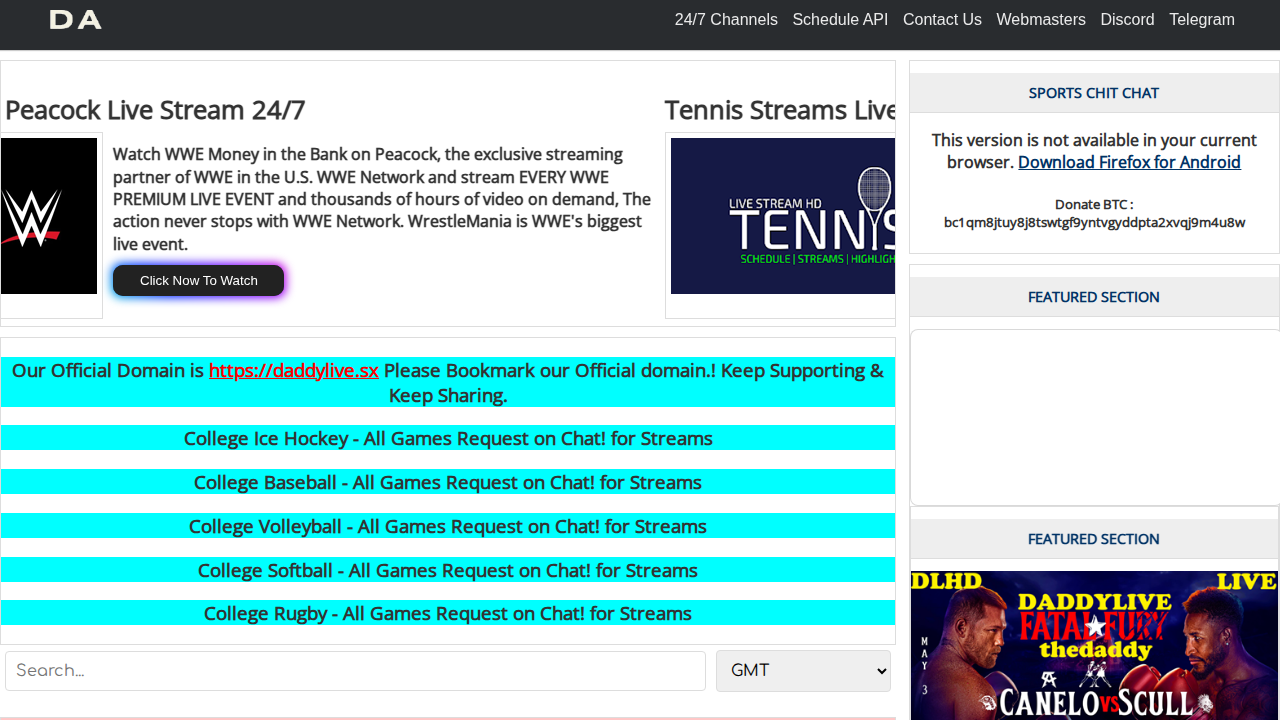 DA
24/7 Channels Schedule API Contact Us Webmasters Discord Telegram
Peacock Live Stream 24/7
W
Watch WWE Money in the Bank on Peacock, the exclusive streaming
partner of WWE in the U.S. WWE Network and stream EVERY WWE
PREMIUM LIVE EVENT and thousands of hours of video on demand, The
action never stops with WWE Network. WrestleMania is WWE's biggest
live event.
Click Now To Watch
Tennis Streams Live
LIVE STREAM HD
TENNIS
SCHEDULE | STREAMS | HIGHLIGH
Our Official Domain is https://daddylive.sx Please Bookmark our Official domain.! Keep Supporting &
Keep Sharing.
College Ice Hockey - All Games Request on Chat! for Streams
College Baseball - All Games Request on Chat! for Streams
College Volleyball - All Games Request on Chat! for Streams
College Softball - All Games Request on Chat! for Streams
College Rugby - All Games Request on Chat! for Streams
Search...
GMT
SPORTS CHIT CHAT
This version is not available in your current
browser. Download Firefox for Android
Donate BTC :
bc1qm8jtuy8j8tswtgf9yntvgyddpta2xvqj9m4u8w
FEATURED SECTION
FEATURED SECTION
DLHD LIVE
DADDYLIVE
FATAL FURY
thedaddy
MAY
3
CANELO VS SCULL